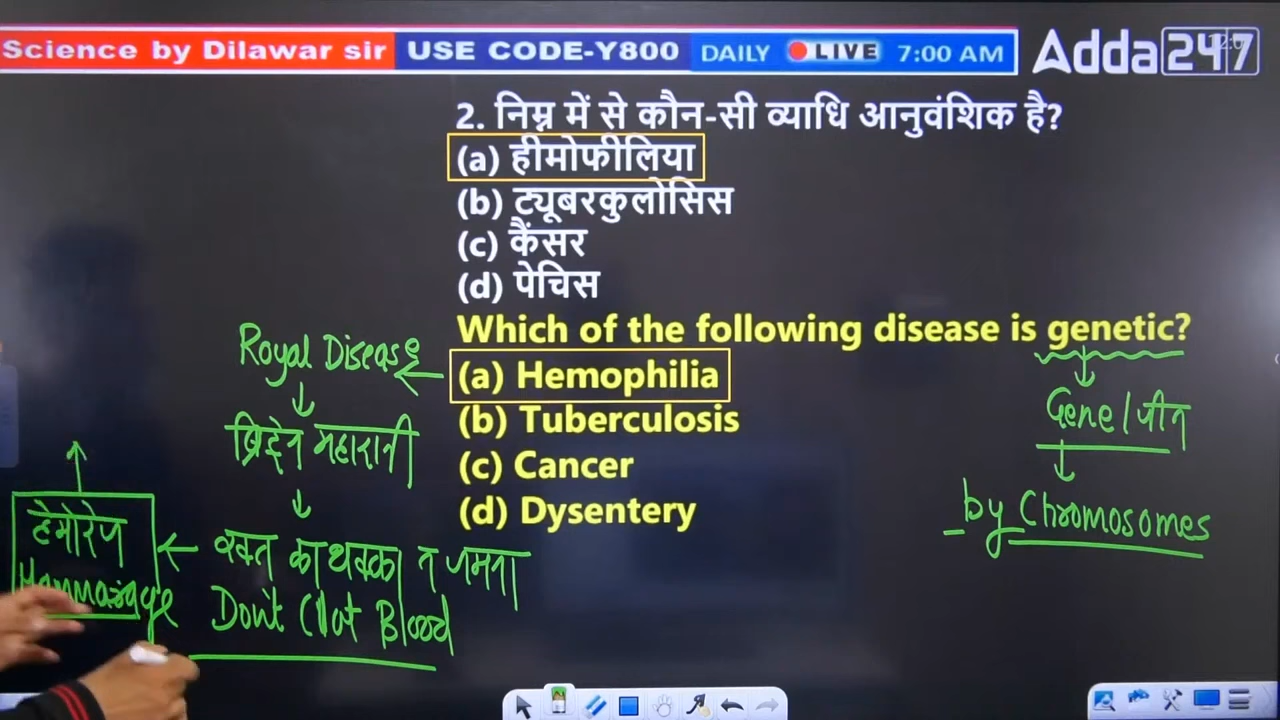 Science by Dilawar sir USE CODE-Y800 DAILY LIVE 7:00 AM Adda247
2. निम्न में से कौन-सी व्याधि आनुवंशिक है?
(a) हीमोफीलिया
(b) ट्यूबरकुलोसिस
(c) कैंसर
(d) पेचिस
Which of the following disease is genetic?
(a) Hemophilia
(b) Tuberculosis
(c) Cancer
(d) Dysentery
Royal Disease
महारानी
रक्त का थक्का न जमना
Don't Clot Blood
हेमोरेज
Gene/जीन
by Chromosomes